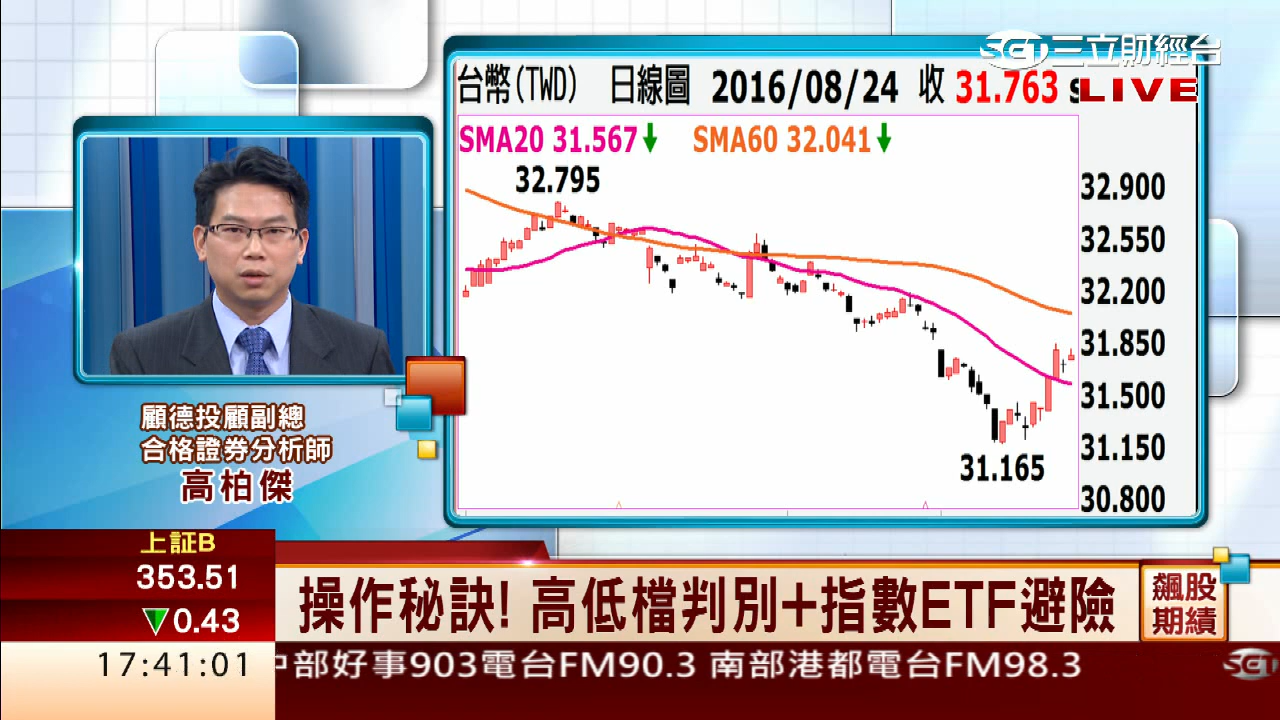 SET三立財經台
LIVE
台幣(TWD) 日線圖 2016/08/24 收 31.763 s
SMA20 31.567↓ SMA60 32.041↓
32.795
32.900
32.550
32.200
31.850
31.500
31.150
30.800
31.165
顧德投顧副總
合格證券分析師
高柏傑
上証B
353.51
▼0.43
17:41:01
操作秘訣! 高低檔判別+指數ETF避險
飆股
期績
中部好事903電台FM90.3 南部港都電台FM98.3
SET